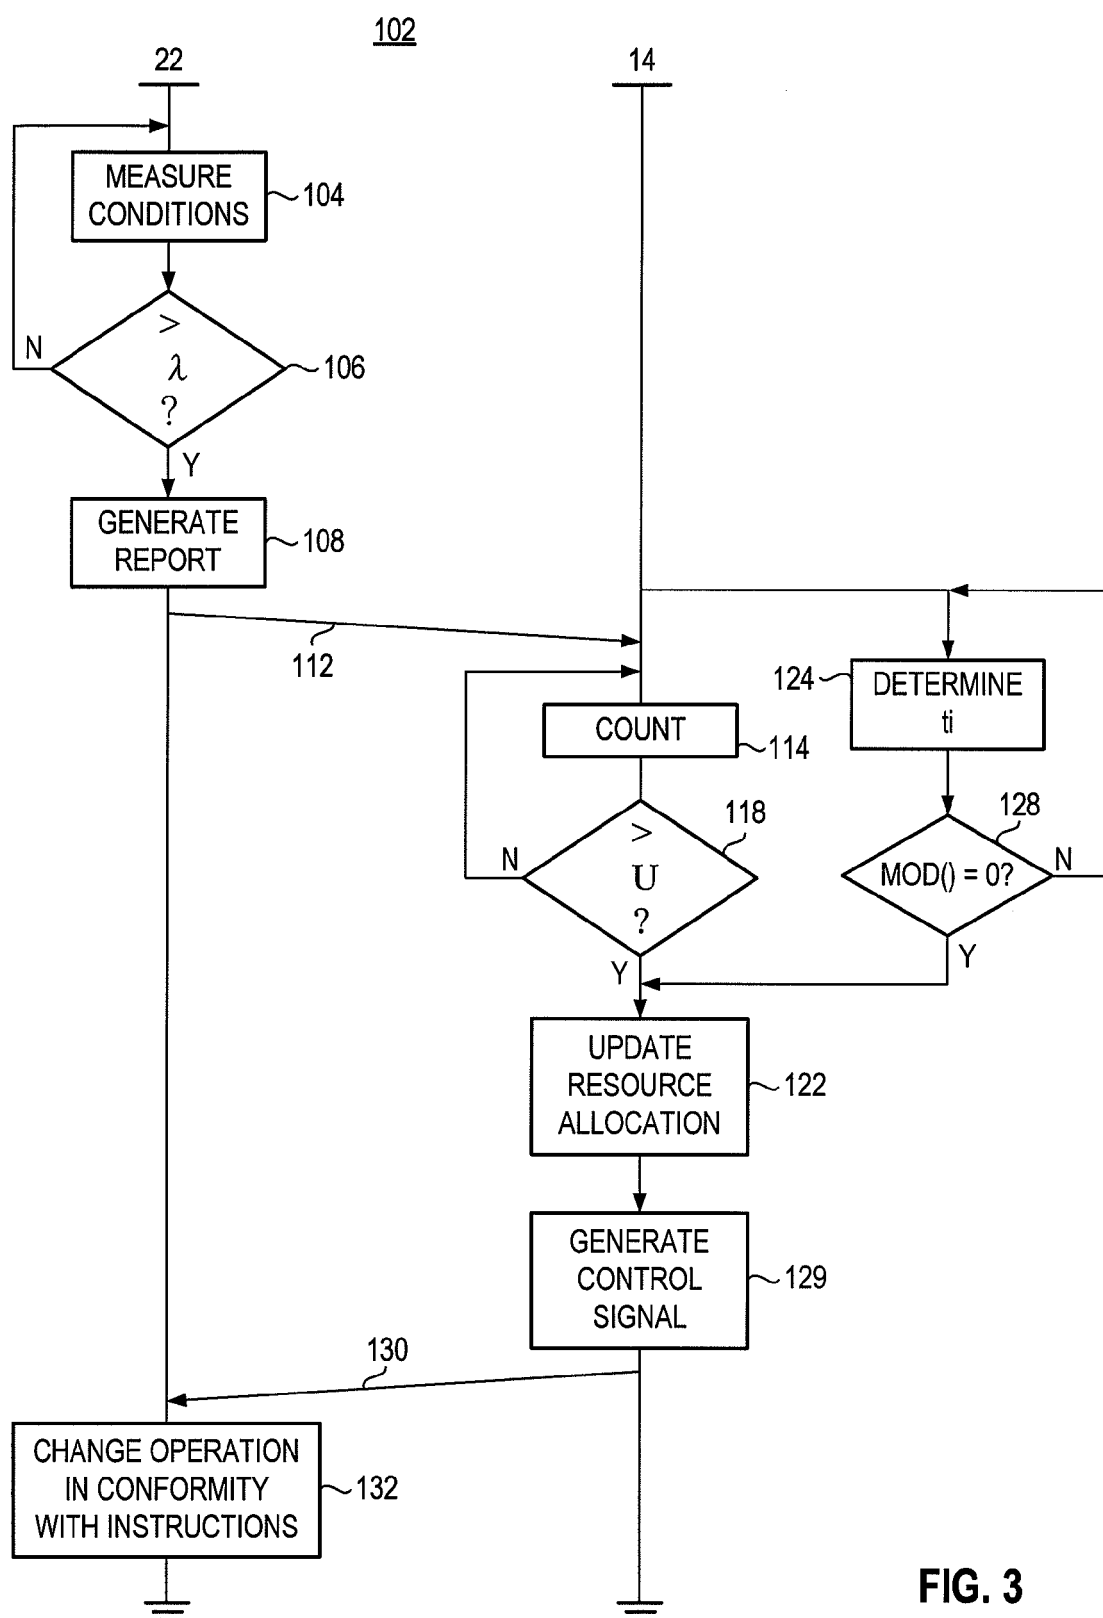 102
22
14
MEASURE
CONDITIONS
104
>
λ
?
106
N
Y
GENERATE
REPORT
108
112
COUNT
114
124
DETERMINE
ti
>
U
?
118
N
Y
128
MOD() = 0?
N
Y
UPDATE
RESOURCE
ALLOCATION
122
GENERATE
CONTROL
SIGNAL
129
130
CHANGE OPERATION
IN CONFORMITY
WITH INSTRUCTIONS
132
FIG. 3